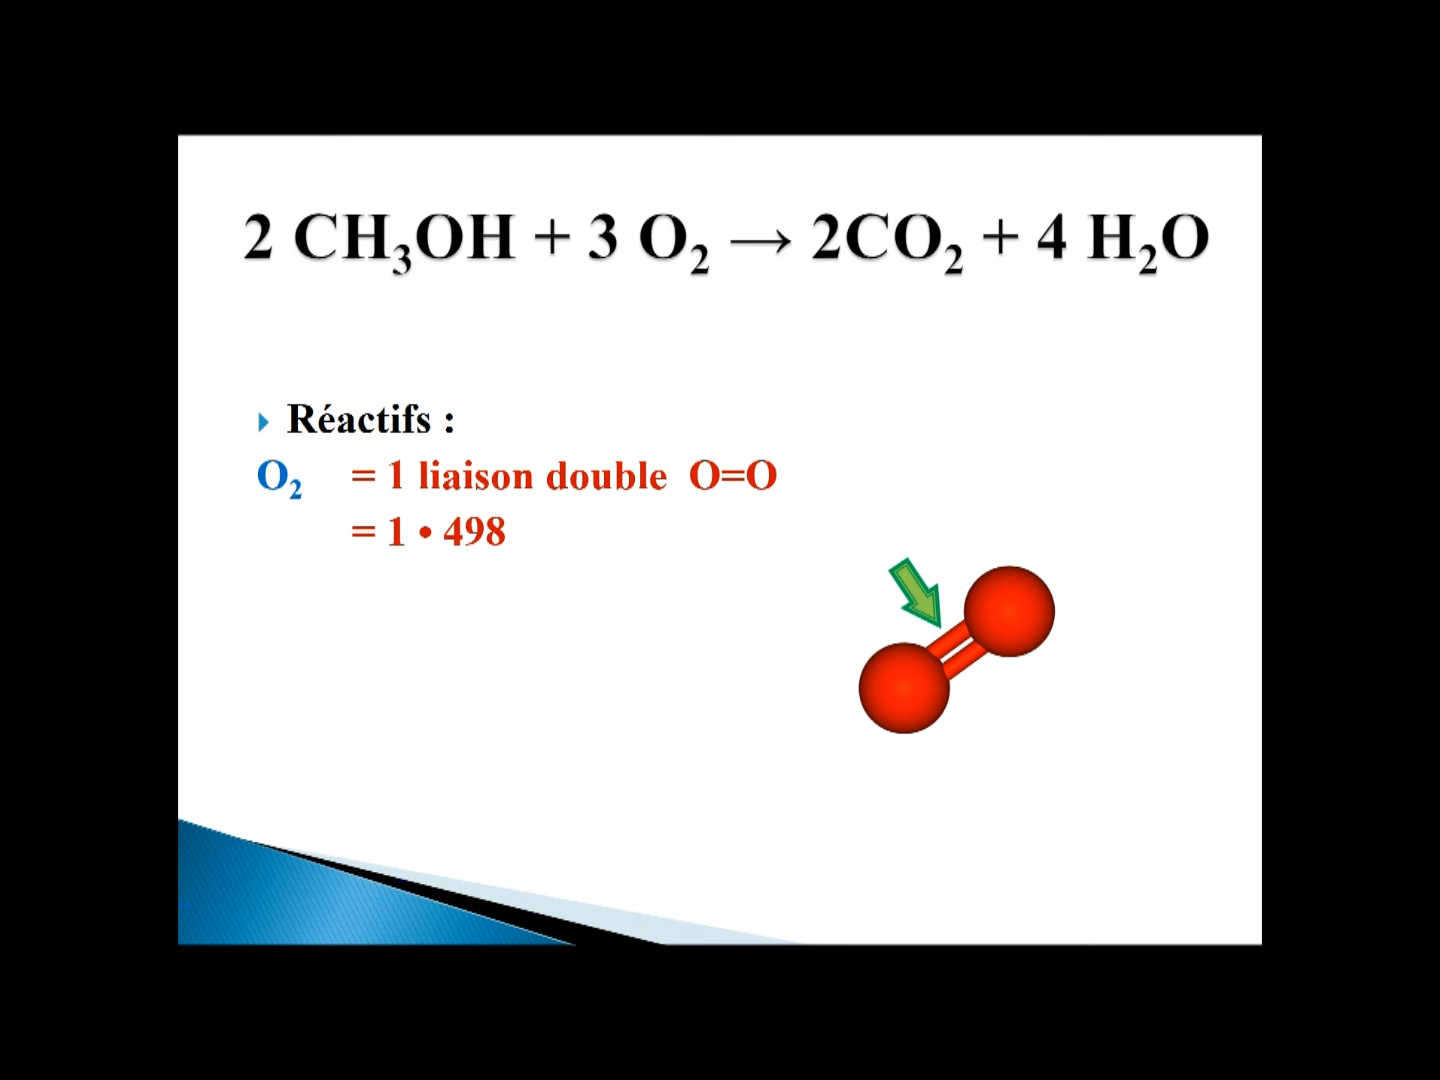 2 CH₃OH + 3 O₂ → 2CO₂ + 4 H₂O
Réactifs :
O₂ = 1 liaison double O=O
= 1 • 498